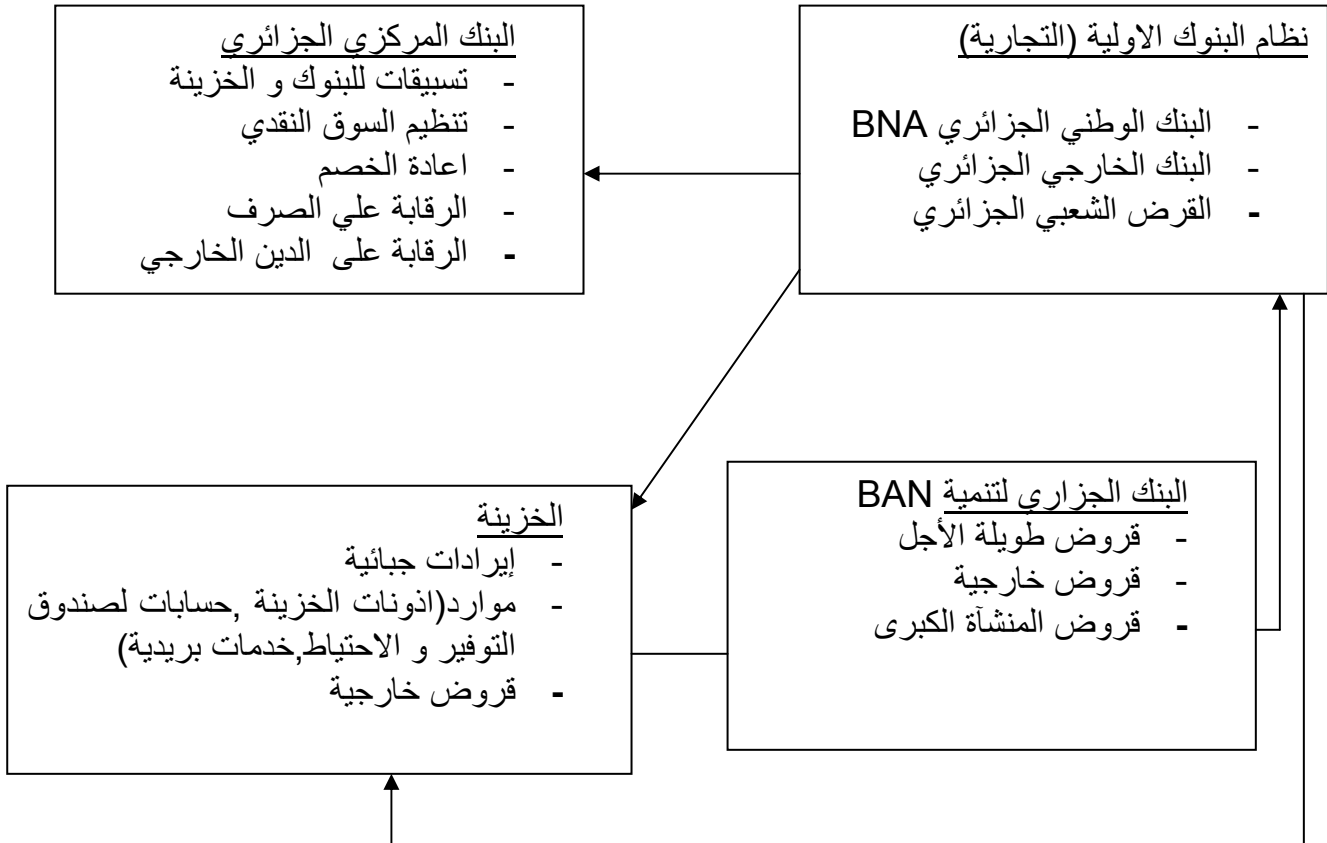 نظام البنوك الاولية (التجارية)
- البنك الوطني الجزائري BNA
- البنك الخارجي الجزائري
- القرض الشعبي الجزائري
البنك المركزي الجزائري
- تسبيقات للبنوك و الخزينة
- تنظيم السوق النقدي
- اعادة الخصم
- الرقابة علي الصرف
- الرقابة على الدين الخارجي
البنك الجزاري لتنمية BAN
- قروض طويلة الأجل
- قروض خارجية
- قروض المنشآة الكبرى
الخزينة
- إيرادات جبائية
- موارد(اذونات الخزينة ,حسابات لصندوق
التوفير و الاحتياط,خدمات بريدية)
- قروض خارجية